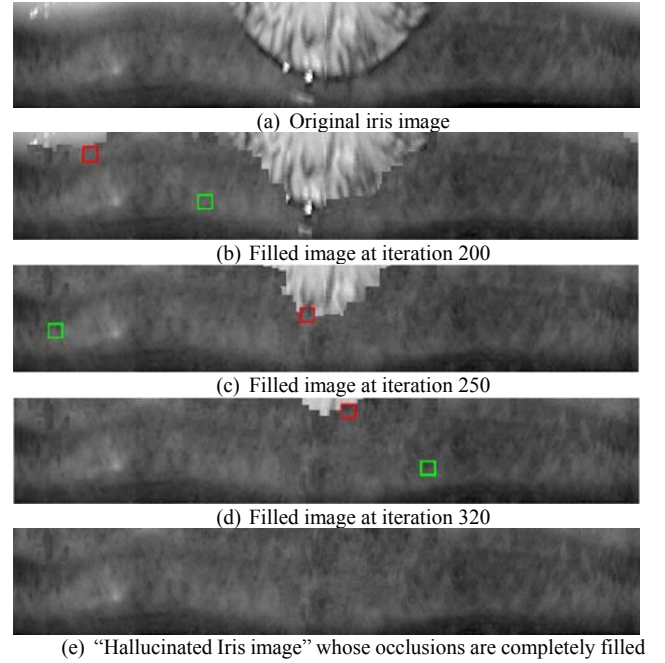 (a) Original iris image
(b) Filled image at iteration 200
(c) Filled image at iteration 250
(d) Filled image at iteration 320
(e) “Hallucinated Iris image” whose occlusions are completely filled